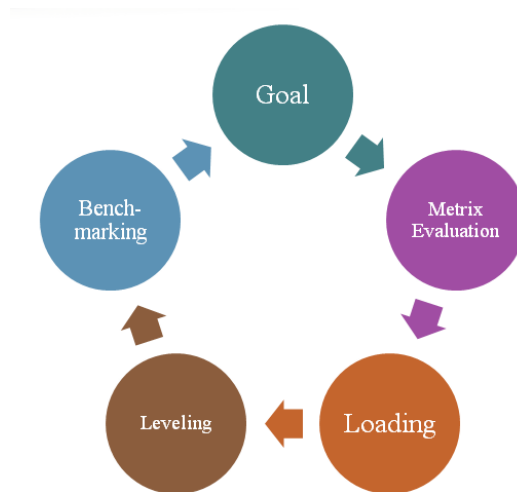 Goal
Metrix
Evaluation
Loading
Leveling
Bench-
marking